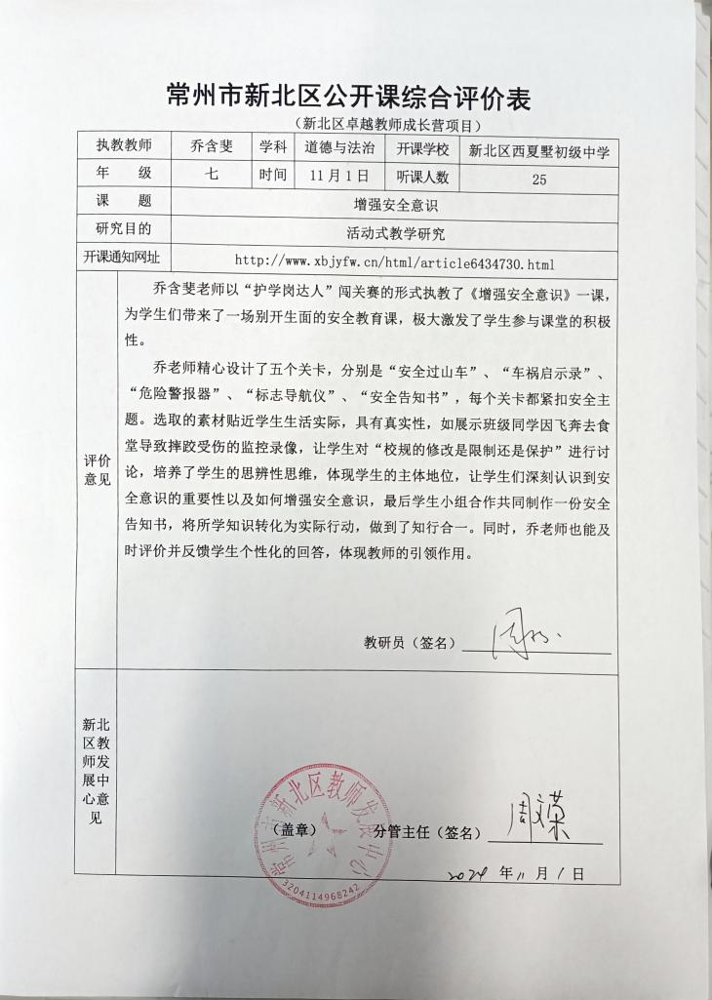 常州市新北区公开课综合评价表
（新北区卓越教师成长营项目）
执教教师 乔含斐 学科 道德与法治 开课学校 新北区西夏墅初级中学
年 级 七 时间 11月1日 听课人数 25
课 题 增强安全意识
研究目的 活动式教学研究
开课通知网址 http://www.xbjyfw.cn/html/article6434730.html
乔含斐老师以“护学岗达人”闯关赛的形式执教了《增强安全意识》一课，
为学生们带来了一场别开生面的安全教育课，极大激发了学生参与课堂的积极
性。
乔老师精心设计了五个关卡，分别是“安全过山车”、“车祸启示录”、
“危险警报器”、“标志导航仪”、“安全告知书”，每个关卡都紧扣安全主
题。选取的素材贴近学生生活实际，具有真实性，如展示班级同学因飞奔去食
堂导致摔跤受伤的监控录像，让学生对“校规的修改是限制还是保护”进行讨
论，培养了学生的思辨性思维，体现学生的主体地位，让学生们深刻认识到安
全意识的重要性以及如何增强安全意识，最后学生小组合作共同制作一份安全
告知书，将所学知识转化为实际行动，做到了知行合一。同时，乔老师也能及
时评价并反馈学生个性化的回答，体现教师的引领作用。
评价
意见
教研员（签名）
新北
区教
师发
展中
心意
见
常州市新北区教师发展中心
（盖章）
3204114968242
分管主任（签名） 周文荣
2024 年 11 月 1 日